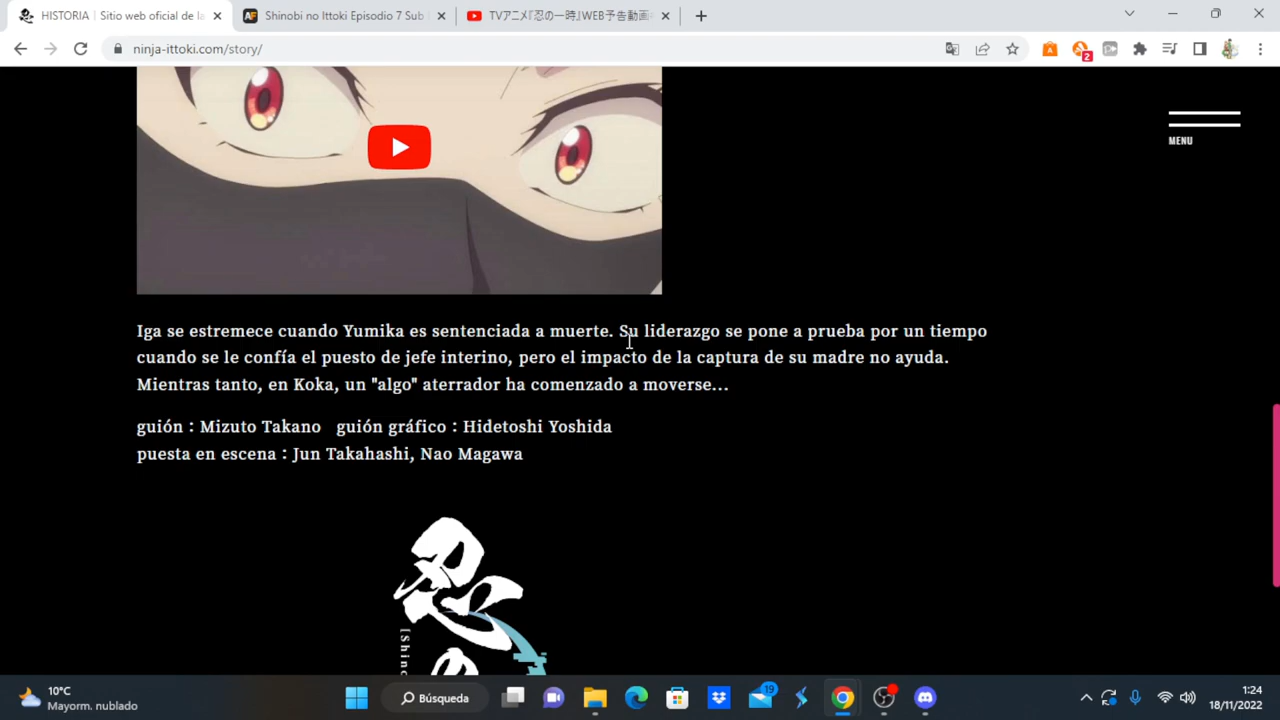 HISTORIA | Sitio web oficial de la
Shinobi no Ittoki Episodio 7 Sub
TVアニメ『忍の一時』WEB予告動画
ninja-ittoki.com/story/
2
MENU
Iga se estremece cuando Yumika es sentenciada a muerte. Su liderazgo se pone a prueba por un tiempo
cuando se le confía el puesto de jefe interino, pero el impacto de la captura de su madre no ayuda.
Mientras tanto, en Koka, un "algo" aterrador ha comenzado a moverse...
guión : Mizuto Takano guión gráfico : Hidetoshi Yoshida
puesta en escena : Jun Takahashi, Nao Magawa
忍
の
[Shino
10°C
Mayorm. nublado
Búsqueda
19
1:24
18/11/2022